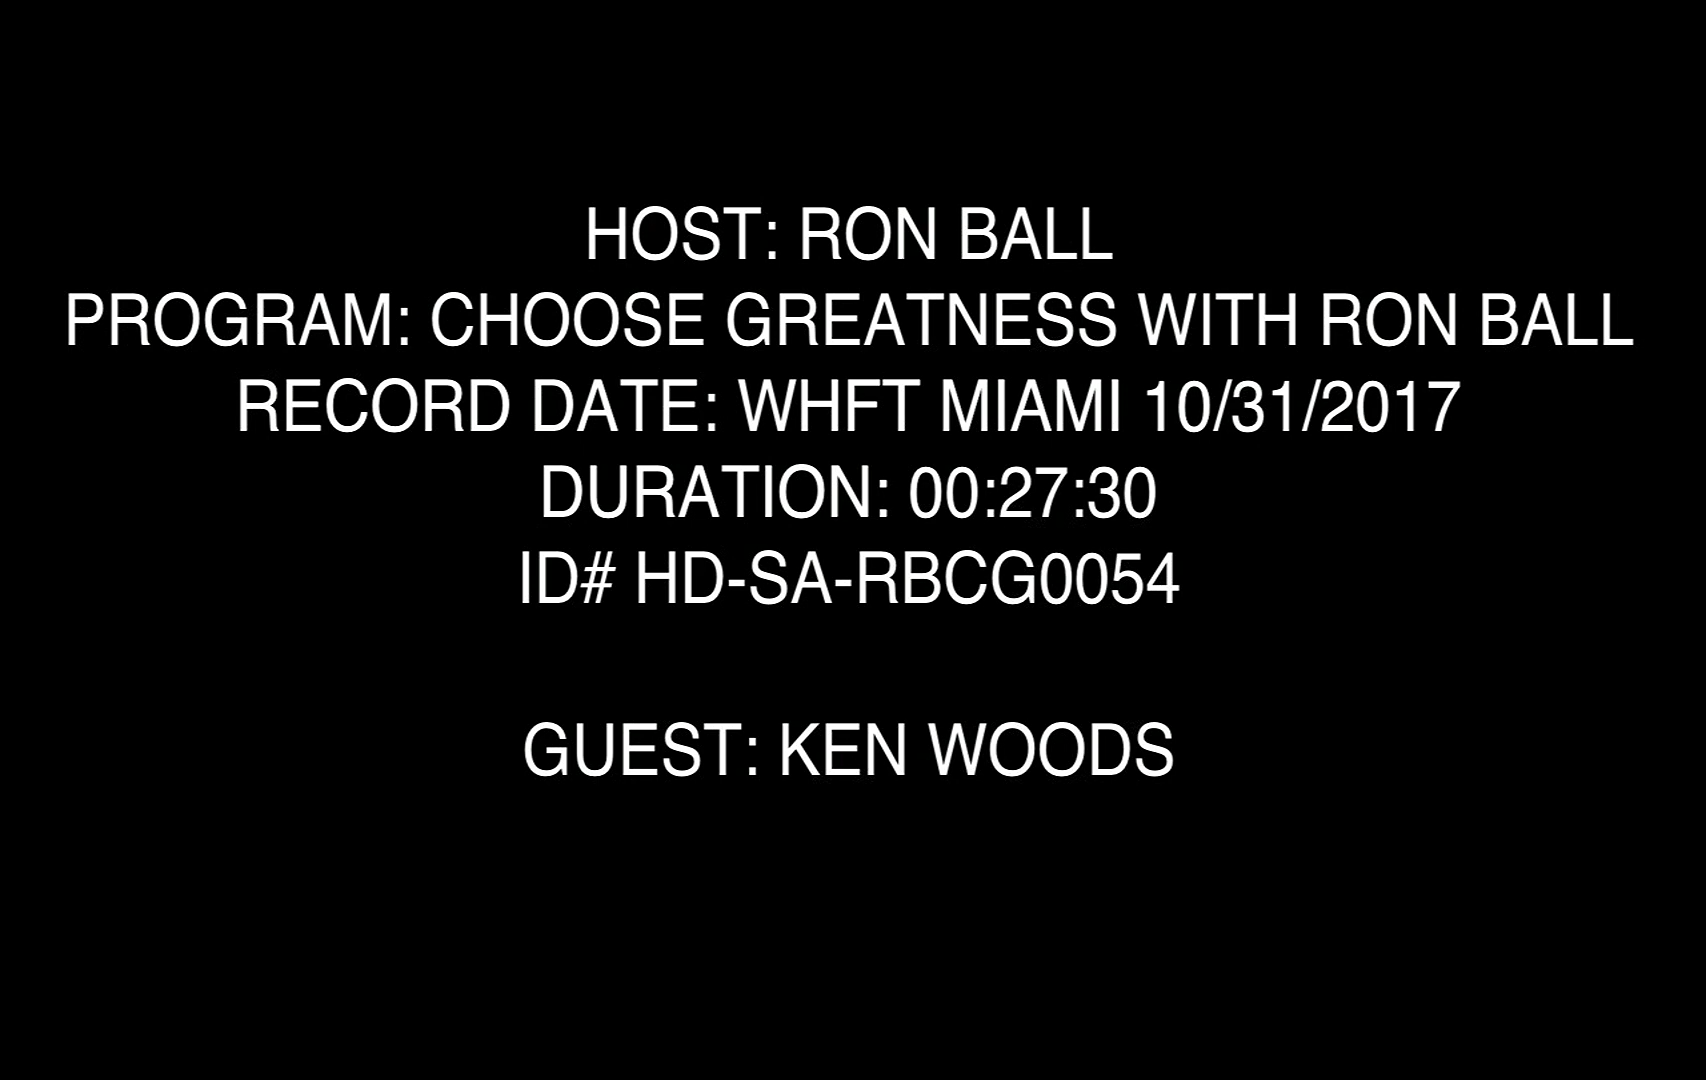 HOST: RON BALL
PROGRAM: CHOOSE GREATNESS WITH RON BALL
RECORD DATE: WHFT MIAMI 10/31/2017
DURATION: 00:27:30
ID# HD-SA-RBCG0054
GUEST: KEN WOODS